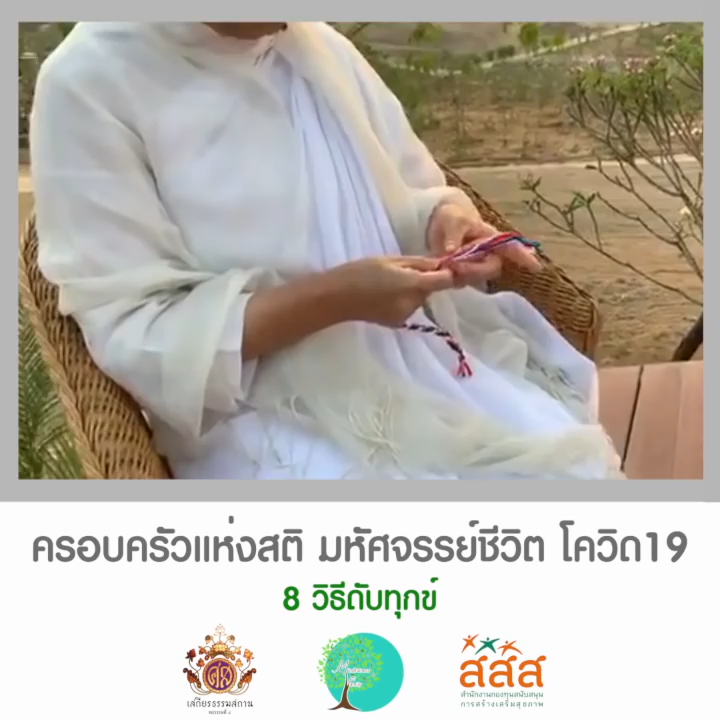 ครอบครัวแห่งสติ มหัศจรรย์ชีวิต โควิด19
8 วิธีดับทุกข์
เสถียรธรรมสถาน
สสส
สำนักงานกองทุนสนับสนุน
การสร้างเสริมสุขภาพ